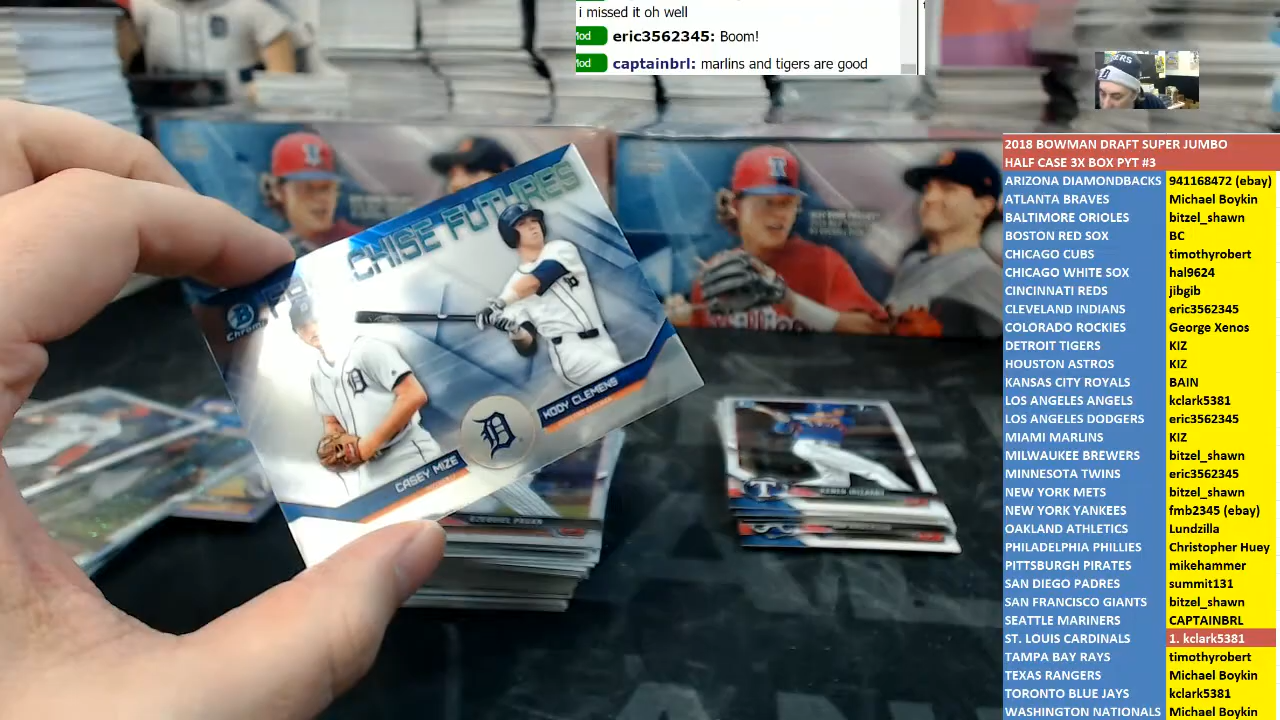 i missed it oh well
Mod eric3562345: Boom!
Mod captainbrl: marlins and tigers are good
CHISE FUTURES
B
Chrome
KODY CLEMENS
CASEY MIZE
EZEQUIEL PAGAN
2018 BOWMAN DRAFT SUPER JUMBO
HALF CASE 3X BOX PYT #3
ARIZONA DIAMONDBACKS 941168472 (ebay)
ATLANTA BRAVES Michael Boykin
BALTIMORE ORIOLES bitzel_shawn
BOSTON RED SOX BC
CHICAGO CUBS timothyrobert
CHICAGO WHITE SOX hal9624
CINCINNATI REDS jibgib
CLEVELAND INDIANS eric3562345
COLORADO ROCKIES George Xenos
DETROIT TIGERS KIZ
HOUSTON ASTROS KIZ
KANSAS CITY ROYALS BAIN
LOS ANGELES ANGELS kclark5381
LOS ANGELES DODGERS eric3562345
MIAMI MARLINS KIZ
MILWAUKEE BREWERS bitzel_shawn
MINNESOTA TWINS eric3562345
NEW YORK METS bitzel_shawn
NEW YORK YANKEES fmb2345 (ebay)
OAKLAND ATHLETICS Lundzilla
PHILADELPHIA PHILLIES Christopher Huey
PITTSBURGH PIRATES mikehammer
SAN DIEGO PADRES summit131
SAN FRANCISCO GIANTS bitzel_shawn
SEATTLE MARINERS CAPTAINBRL
ST. LOUIS CARDINALS 1. kclark5381
TAMPA BAY RAYS timothyrobert
TEXAS RANGERS Michael Boykin
TORONTO BLUE JAYS kclark5381
WASHINGTON NATIONALS Michael Boykin